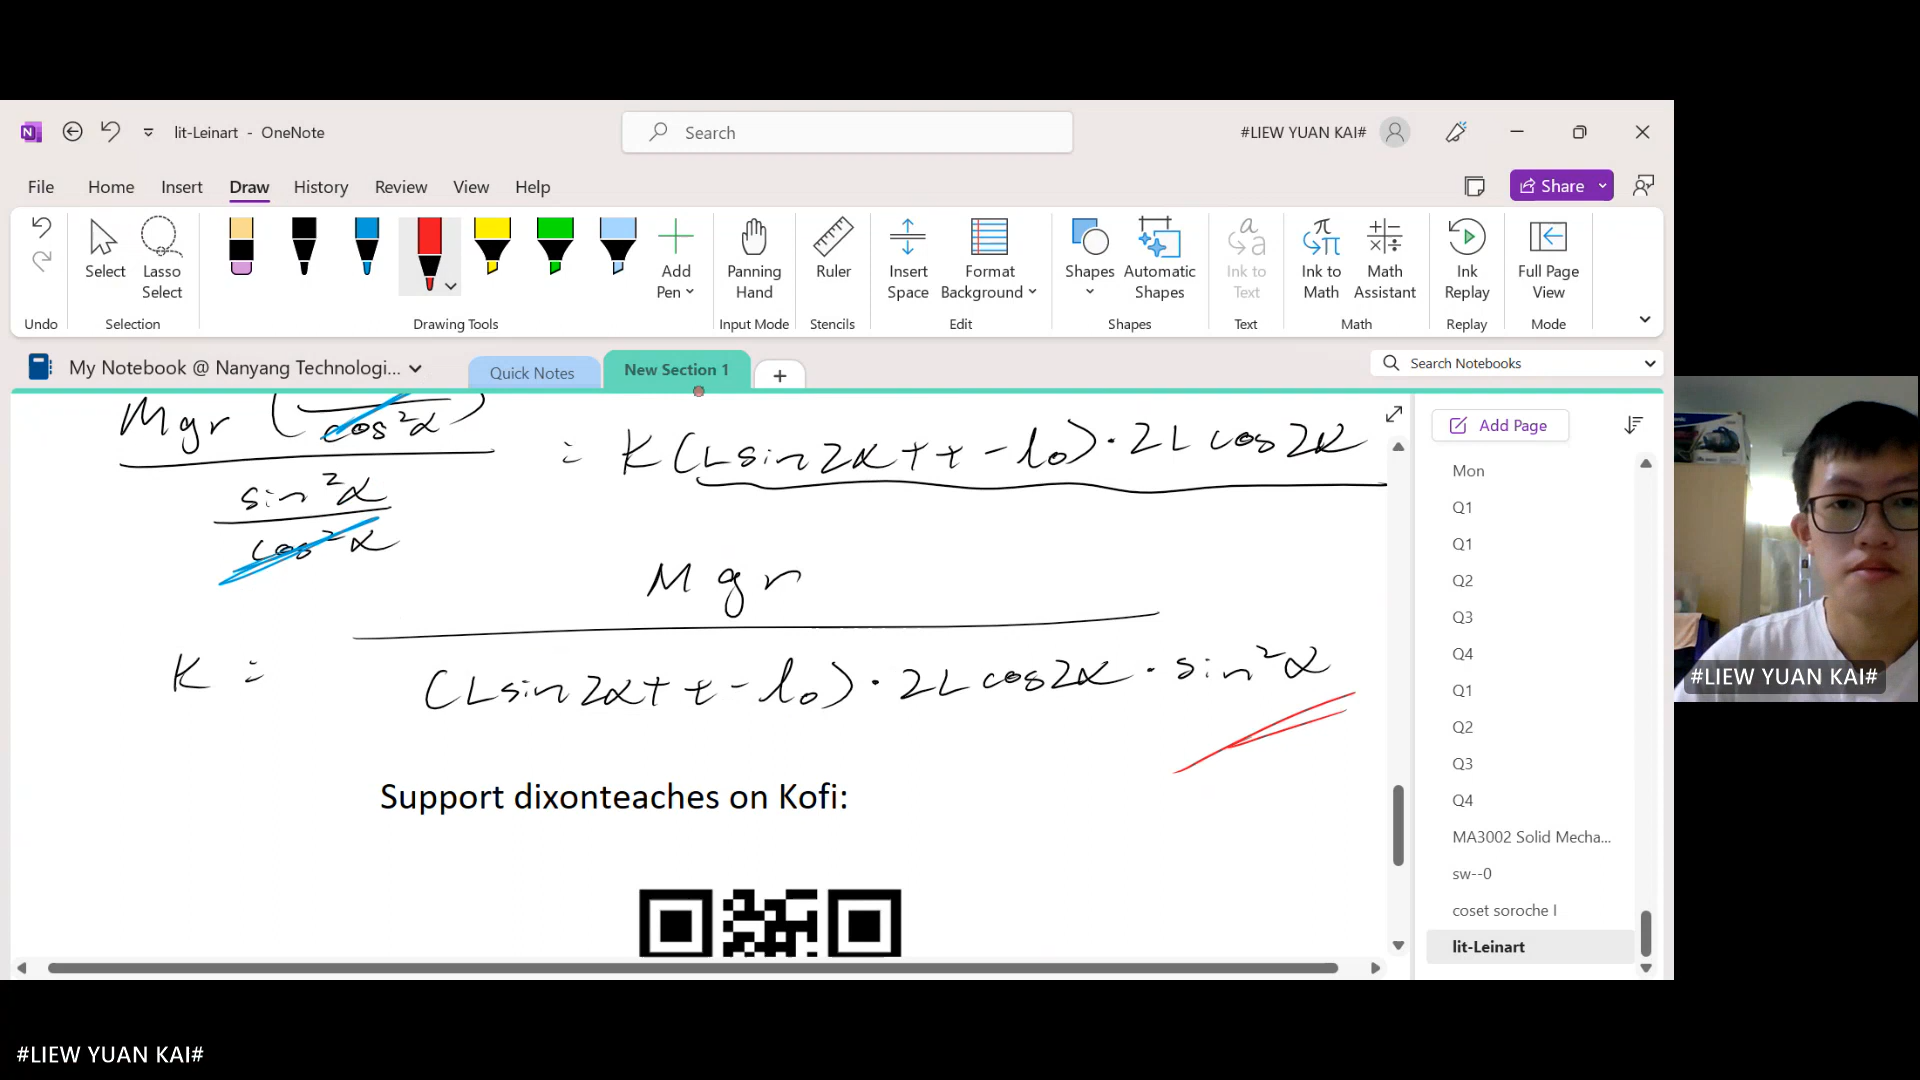 lit-Leinart - OneNote
Search
#LIEW YUAN KAI#
File Home Insert Draw History Review View Help
Share
Undo
Select
Lasso Select
Selection
Drawing Tools
Add Pen
Panning Hand
Input Mode
Ruler
Stencils
Insert Space
Format Background
Edit
Shapes
Automatic Shapes
Shapes
Ink to Text
Text
Ink to Math
Math Assistant
Math
Ink Replay
Replay
Full Page View
Mode
My Notebook @ Nanyang Technologi...
Quick Notes
New Section 1
Search Notebooks
Add Page
Mon
Q1
Q1
Q2
Q3
Q4
Q1
Q2
Q3
Q4
MA3002 Solid Mecha...
sw--0
coset soroche I
lit-Leinart
Mgr ( / cos²α ) / (sin²α / cos²α) = K(Lsin2α + t - l₀)·2L cos2α
K = Mgr / (Lsin2α + t - l₀)·2L cos2α · sin²α
Support dixonteaches on Kofi:
#LIEW YUAN KAI#
#LIEW YUAN KAI#